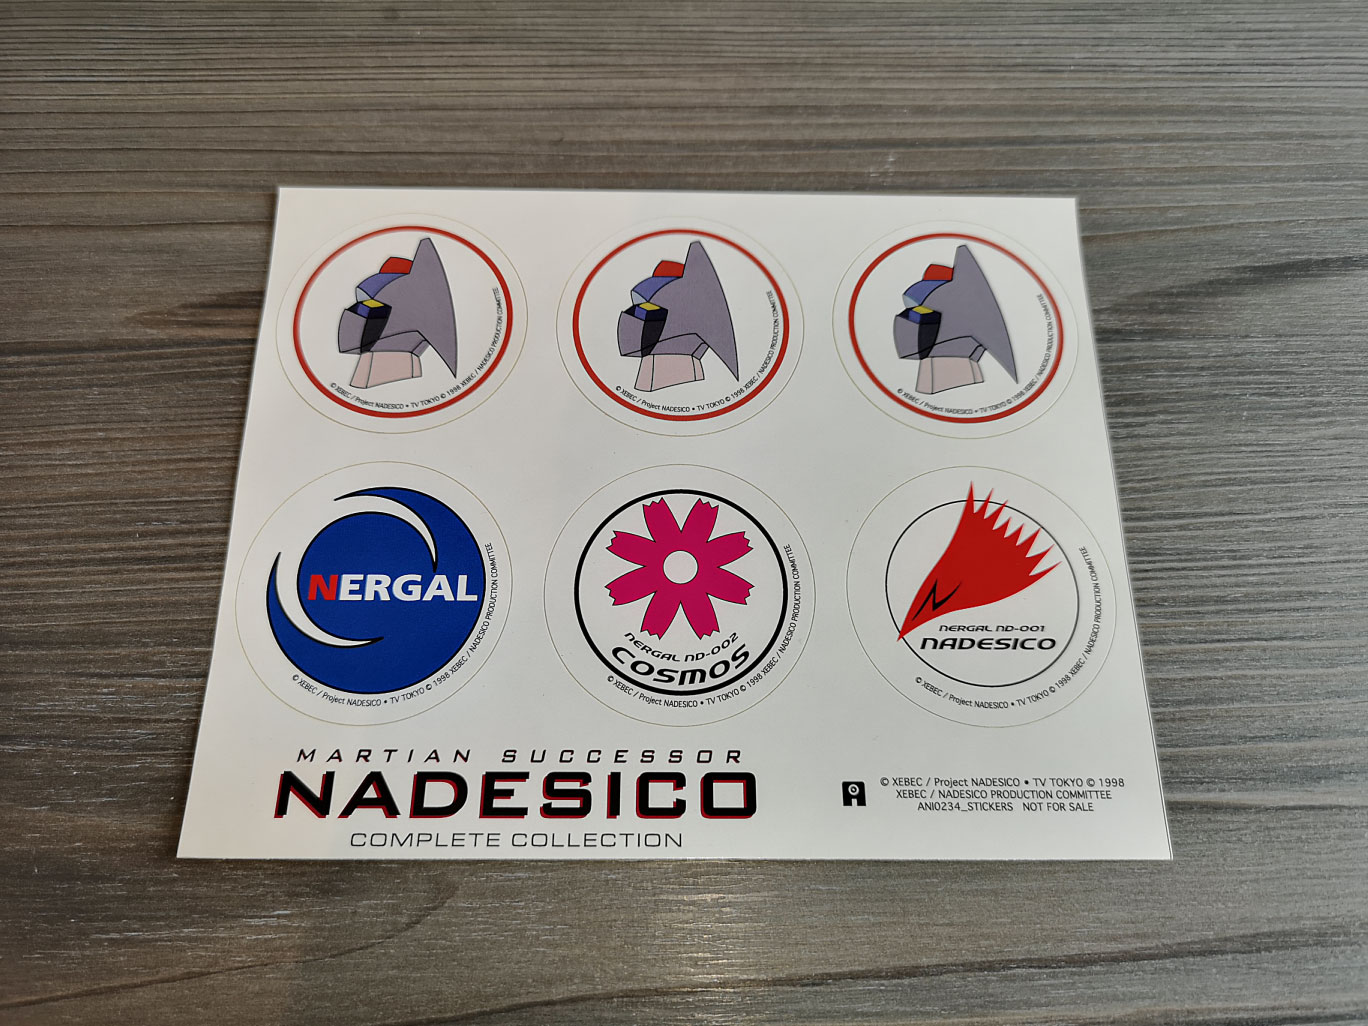 © XEBEC / Project NADESICO • TV TOKYO © 1998 XEBEC / NADESICO PRODUCTION COMMITTEE
© XEBEC / Project NADESICO • TV TOKYO © 1998 XEBEC / NADESICO PRODUCTION COMMITTEE
© XEBEC / Project NADESICO • TV TOKYO © 1998 XEBEC / NADESICO PRODUCTION COMMITTEE
NERGAL
© XEBEC / Project NADESICO • TV TOKYO © 1998 XEBEC / NADESICO PRODUCTION COMMITTEE
NERGAL ND-002
COSMOS
© XEBEC / Project NADESICO • TV TOKYO © 1998 XEBEC / NADESICO PRODUCTION COMMITTEE
N
NERGAL ND-001
NADESICO
© XEBEC / Project NADESICO • TV TOKYO © 1998 XEBEC / NADESICO PRODUCTION COMMITTEE
MARTIAN SUCCESSOR
NADESICO
COMPLETE COLLECTION
© XEBEC / Project NADESICO • TV TOKYO © 1998
XEBEC / NADESICO PRODUCTION COMMITTEE
ANI0234_STICKERS NOT FOR SALE